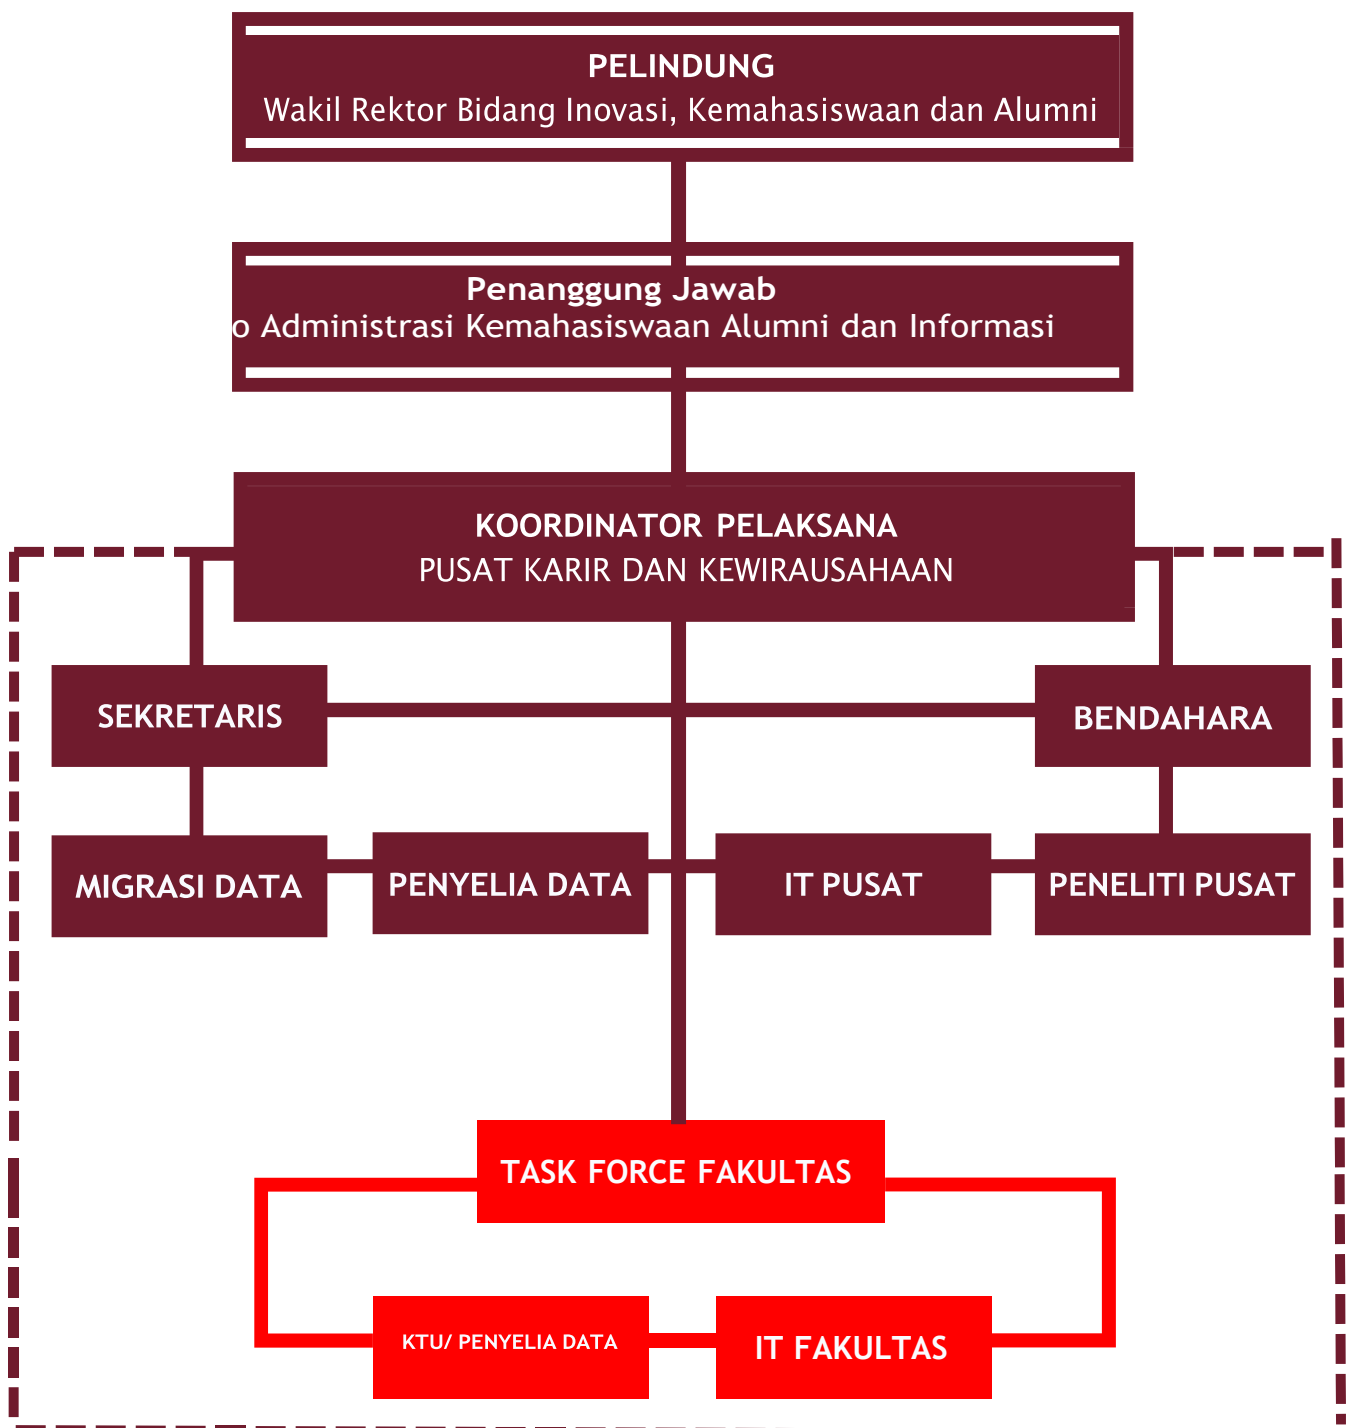 PELINDUNG
Wakil Rektor Bidang Inovasi, Kemahasiswaan dan Alumni
Penanggung Jawab
o Administrasi Kemahasiswaan Alumni dan Informasi
KOORDINATOR PELAKSANA
PUSAT KARIR DAN KEWIRAUSAHAAN
SEKRETARIS
BENDAHARA
MIGRASI DATA
PENYELIA DATA
IT PUSAT
PENELITI PUSAT
TASK FORCE FAKULTAS
KTU/ PENYELIA DATA
IT FAKULTAS